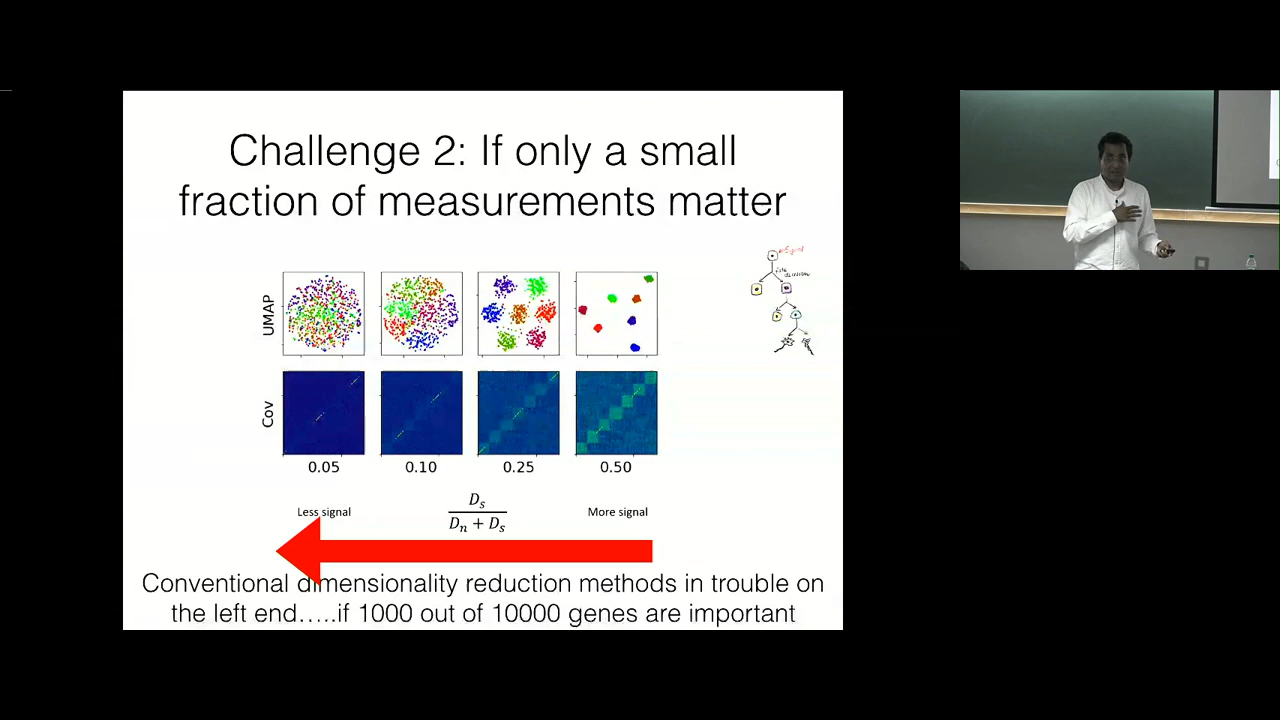 Challenge 2: If only a small
fraction of measurements matter
UMAP
Cov
0.05 0.10 0.25 0.50
Less signal
D_s
D_n + D_s
More signal
Conventional dimensionality reduction methods in trouble on
the left end…..if 1000 out of 10000 genes are important